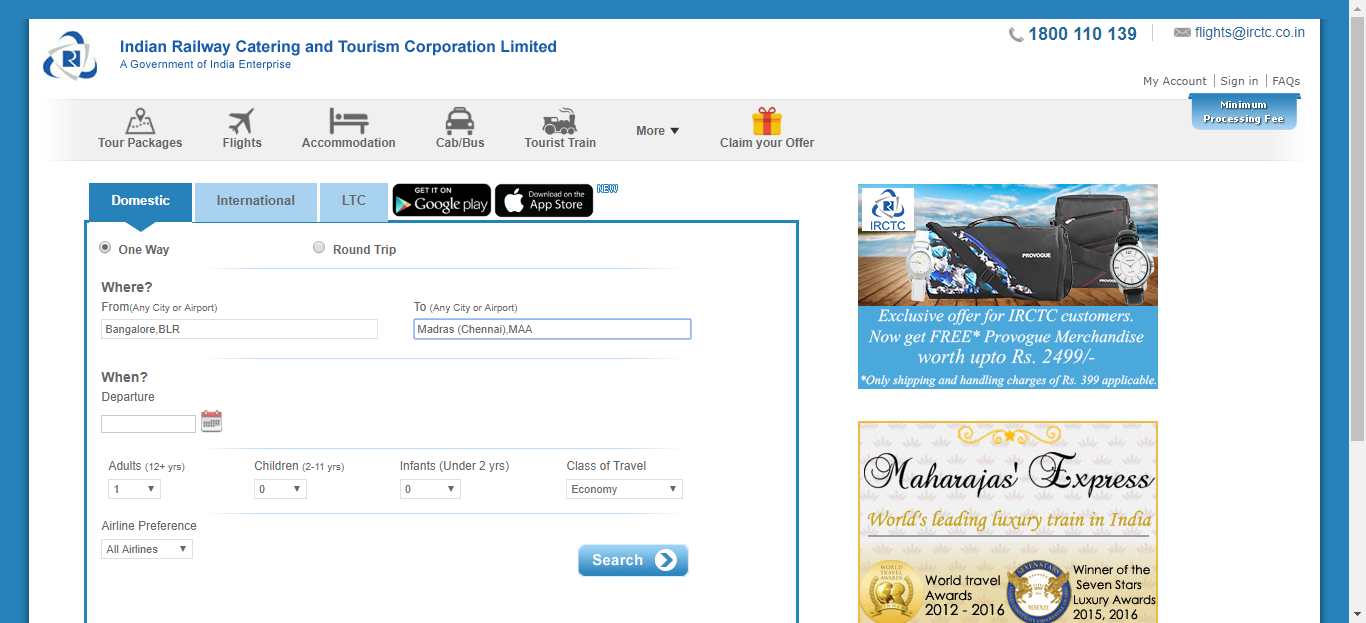 Indian Railway Catering and Tourism Corporation Limited
A Government of India Enterprise
1800 110 139
flights@irctc.co.in
My Account
Sign in
FAQs
Minimum
Processing Fee
Tour Packages
Flights
Accommodation
Cab/Bus
Tourist Train
More
Claim your Offer
Domestic
International
LTC
GET IT ON
Google play
Download on the
App Store
NEW
One Way
Round Trip
Where?
From(Any City or Airport)
To (Any City or Airport)
Bangalore,BLR
Madras (Chennai),MAA
When?
Departure
Adults (12+ yrs)
Children (2-11 yrs)
Infants (Under 2 yrs)
Class of Travel
1
0
0
Economy
Airline Preference
All Airlines
Search
IRCTC
PROVOGUE
PROVOGUE
Exclusive offer for IRCTC customers.
Now get FREE* Provogue Merchandise
worth upto Rs. 2499/-
*Only shipping and handling charges of Rs. 399 applicable.
Maharajas' Express
World's leading luxury train in India
WORLD
TRAVEL
AWARDS
World travel
Awards
2012 - 2016
SEVEN STARS
MMXII
Winner of the
Seven Stars
Luxury Awards
2015, 2016